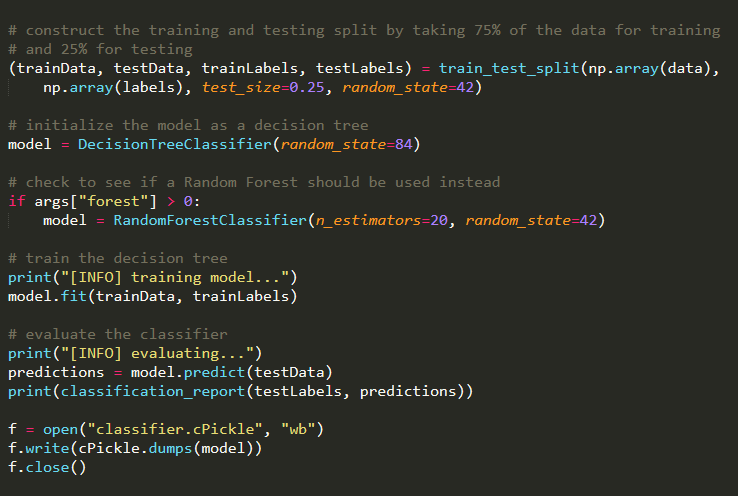 # construct the training and testing split by taking 75% of the data for training
# and 25% for testing
(trainData, testData, trainLabels, testLabels) = train_test_split(np.array(data),
    np.array(labels), test_size=0.25, random_state=42)

# initialize the model as a decision tree
model = DecisionTreeClassifier(random_state=84)

# check to see if a Random Forest should be used instead
if args["forest"] > 0:
    model = RandomForestClassifier(n_estimators=20, random_state=42)

# train the decision tree
print("[INFO] training model...")
model.fit(trainData, trainLabels)

# evaluate the classifier
print("[INFO] evaluating...")
predictions = model.predict(testData)
print(classification_report(testLabels, predictions))

f = open("classifier.cPickle", "wb")
f.write(cPickle.dumps(model))
f.close()